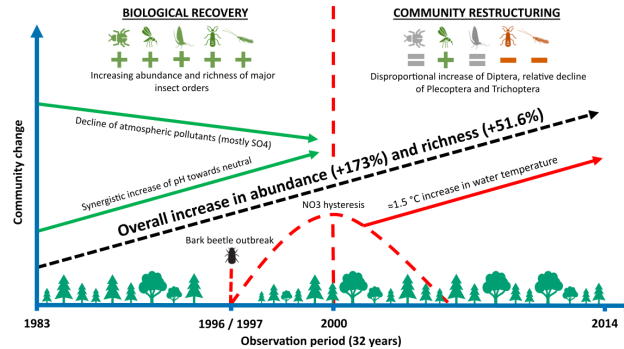 BIOLOGICAL RECOVERY
Increasing abundance and richness of major
insect orders
COMMUNITY RESTRUCTURING
Disproportional increase of Diptera, relative decline
of Plecoptera and Trichoptera
Community change
Decline of atmospheric pollutants (mostly SO4)
Synergistic increase of pH towards neutral
Overall increase in abundance (+173%) and richness (+51.6%)
NO3 hysteresis
≈1.5 °C increase in water temperature
Bark beetle outbreak
1983
1996 / 1997
2000
2014
Observation period (32 years)